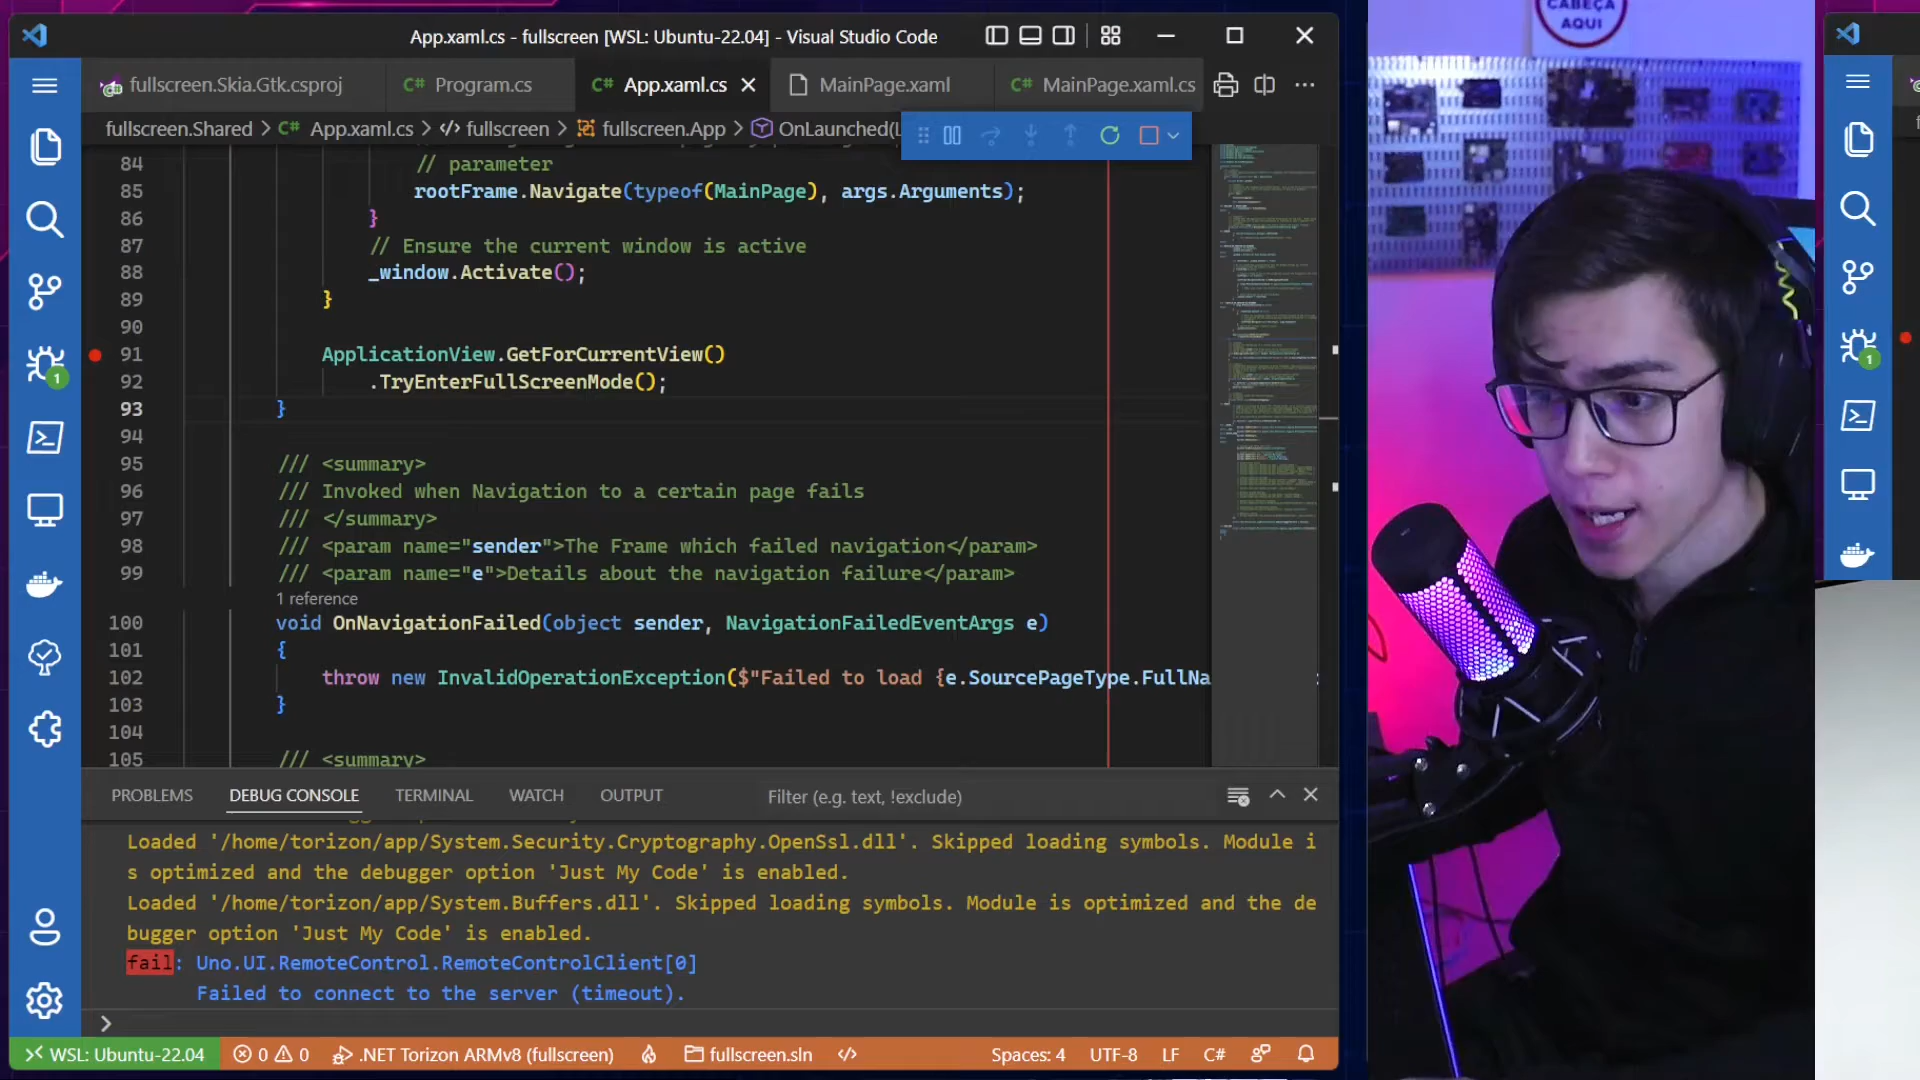 App.xaml.cs - fullscreen [WSL: Ubuntu-22.04] - Visual Studio Code
fullscreen.Skia.Gtk.csproj
C# Program.cs
C# App.xaml.cs
MainPage.xaml
C# MainPage.xaml.cs
fullscreen.Shared > C# App.xaml.cs > fullscreen > fullscreen.App > OnLaunched(
84 // parameter
85 rootFrame.Navigate(typeof(MainPage), args.Arguments);
86 }
87 // Ensure the current window is active
88 _window.Activate();
89 }
90
91 ApplicationView.GetForCurrentView()
92 .TryEnterFullScreenMode();
93 }
94
95 /// <summary>
96 /// Invoked when Navigation to a certain page fails
97 /// </summary>
98 /// <param name="sender">The Frame which failed navigation</param>
99 /// <param name="e">Details about the navigation failure</param>
1 reference
100 void OnNavigationFailed(object sender, NavigationFailedEventArgs e)
101 {
102 throw new InvalidOperationException($"Failed to load {e.SourcePageType.FullNa
103 }
104
105 /// <summary>
1
PROBLEMS DEBUG CONSOLE TERMINAL WATCH OUTPUT Filter (e.g. text, !exclude)
Loaded '/home/torizon/app/System.Security.Cryptography.OpenSsl.dll'. Skipped loading symbols. Module i
s optimized and the debugger option 'Just My Code' is enabled.
Loaded '/home/torizon/app/System.Buffers.dll'. Skipped loading symbols. Module is optimized and the de
bugger option 'Just My Code' is enabled.
fail: Uno.UI.RemoteControl.RemoteControlClient[0]
Failed to connect to the server (timeout).
>
WSL: Ubuntu-22.04 0 0 .NET Torizon ARMv8 (fullscreen) fullscreen.sln Spaces: 4 UTF-8 LF C#
CABEÇA
AQUI
1